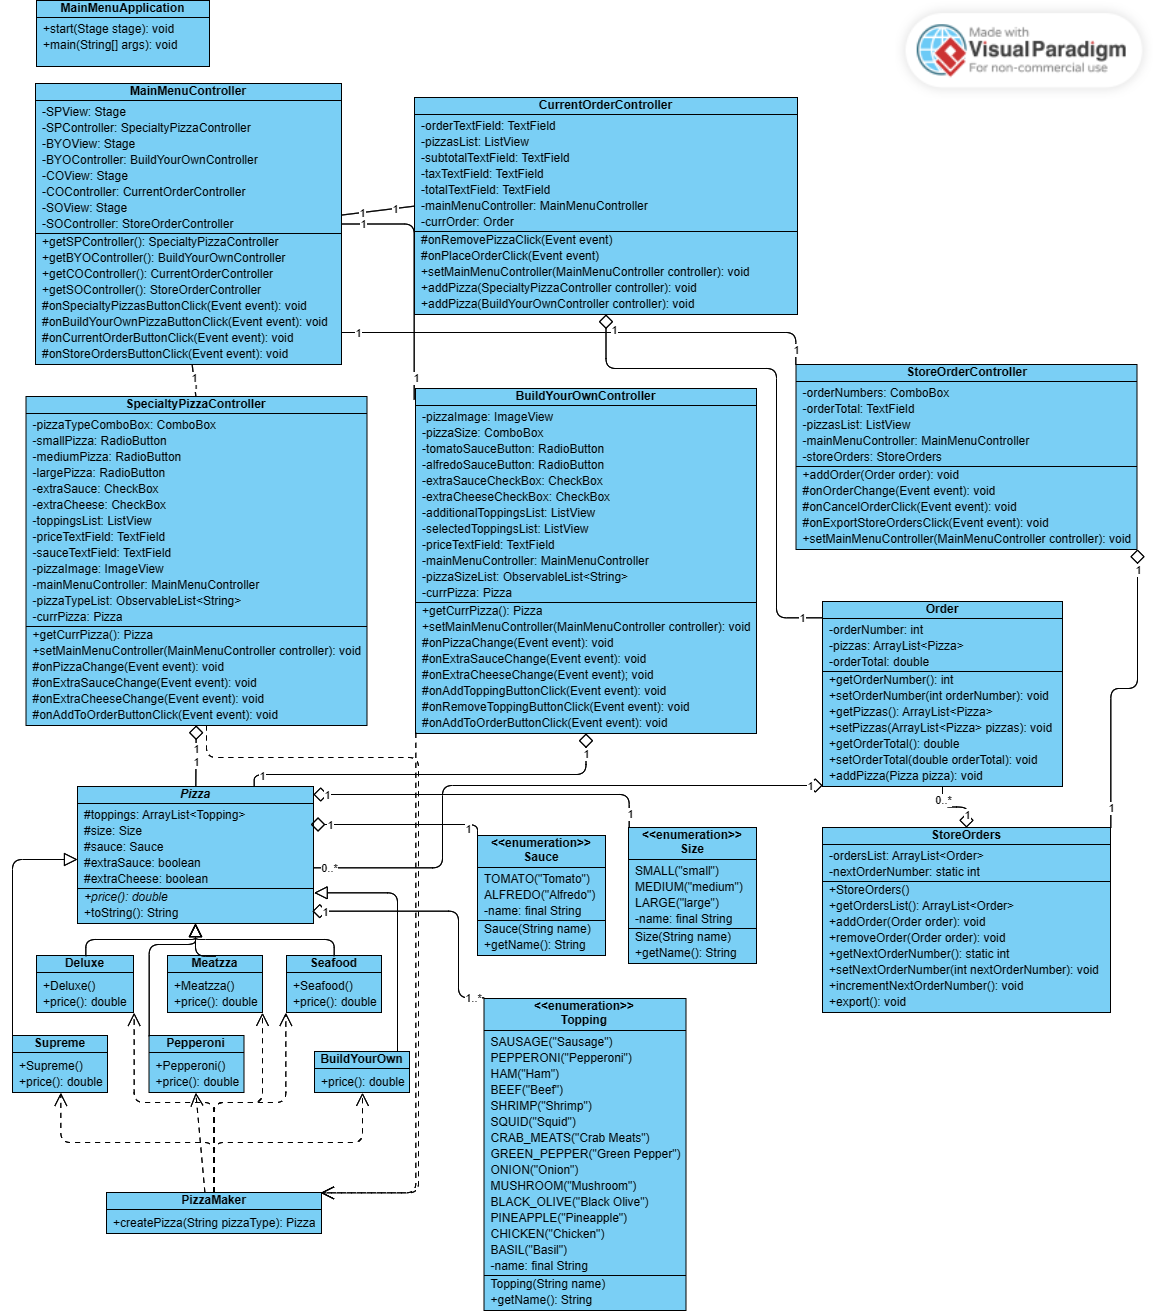 MainMenuApplication
+start(Stage stage): void
+main(String[] args): void
Made with
VisualParadigm
For non-commercial use
MainMenuController
-SPView: Stage
-SPController: SpecialtyPizzaController
-BYOView: Stage
-BYOController: BuildYourOwnController
-COView: Stage
-COController: CurrentOrderController
-SOView: Stage
-SOController: StoreOrderController
+getSPController(): SpecialtyPizzaController
+getBYOController(): BuildYourOwnController
+getCOController(): CurrentOrderController
+getSOController(): StoreOrderController
#onSpecialtyPizzasButtonClick(Event event): void
#onBuildYourOwnPizzaButtonClick(Event event): void
#onCurrentOrderButtonClick(Event event): void
#onStoreOrdersButtonClick(Event event): void
CurrentOrderController
-orderTextField: TextField
-pizzasList: ListView
-subtotalTextField: TextField
-taxTextField: TextField
-totalTextField: TextField
-mainMenuController: MainMenuController
-currOrder: Order
#onRemovePizzaClick(Event event)
#onPlaceOrderClick(Event event)
+setMainMenuController(MainMenuController controller): void
+addPizza(SpecialtyPizzaController controller): void
+addPizza(BuildYourOwnController controller): void
1
1
1
1
1
1
1
1
StoreOrderController
-orderNumbers: ComboBox
-orderTotal: TextField
-pizzasList: ListView
-mainMenuController: MainMenuController
-storeOrders: StoreOrders
+addOrder(Order order): void
#onOrderChange(Event event): void
#onCancelOrderClick(Event event): void
#onExportStoreOrdersClick(Event event): void
+setMainMenuController(MainMenuController controller): void
SpecialtyPizzaController
-pizzaTypeComboBox: ComboBox
-smallPizza: RadioButton
-mediumPizza: RadioButton
-largePizza: RadioButton
-extraSauce: CheckBox
-extraCheese: CheckBox
-toppingsList: ListView
-priceTextField: TextField
-sauceTextField: TextField
-pizzaImage: ImageView
-mainMenuController: MainMenuController
-pizzaTypeList: ObservableList<String>
-currPizza: Pizza
+getCurrPizza(): Pizza
+setMainMenuController(MainMenuController controller): void
#onPizzaChange(Event event): void
#onExtraSauceChange(Event event): void
#onExtraCheeseChange(Event event): void
#onAddToOrderButtonClick(Event event): void
BuildYourOwnController
-pizzaImage: ImageView
-pizzaSize: ComboBox
-tomatoSauceButton: RadioButton
-alfredoSauceButton: RadioButton
-extraSauceCheckBox: CheckBox
-extraCheeseCheckBox: CheckBox
-additionalToppingsList: ListView
-selectedToppingsList: ListView
-priceTextField: TextField
-mainMenuController: MainMenuController
-pizzaSizeList: ObservableList<String>
-currPizza: Pizza
+getCurrPizza(): Pizza
+setMainMenuController(MainMenuController controller): void
#onPizzaChange(Event event): void
#onExtraSauceChange(Event event): void
#onExtraCheeseChange(Event event); void
#onAddToppingButtonClick(Event event): void
#onRemoveToppingButtonClick(Event event): void
#onAddToOrderButtonClick(Event event): void
1
1
Order
-orderNumber: int
-pizzas: ArrayList<Pizza>
-orderTotal: double
+getOrderNumber(): int
+setOrderNumber(int orderNumber): void
+getPizzas(): ArrayList<Pizza>
+setPizzas(ArrayList<Pizza> pizzas): void
+getOrderTotal(): double
+setOrderTotal(double orderTotal): void
+addPizza(Pizza pizza): void
1
1
1
1
1
0..*
1
1
StoreOrders
-ordersList: ArrayList<Order>
-nextOrderNumber: static int
+StoreOrders()
+getOrdersList(): ArrayList<Order>
+addOrder(Order order): void
+removeOrder(Order order): void
+getNextOrderNumber(): static int
+setNextOrderNumber(int nextOrderNumber): void
+incrementNextOrderNumber(): void
+export(): void
Pizza
#toppings: ArrayList<Topping>
#size: Size
#sauce: Sauce
#extraSauce: boolean
#extraCheese: boolean
+price(): double
+toString(): String
1
1
1
1
0..*
1
1..*
<<enumeration>>
Sauce
TOMATO("Tomato")
ALFREDO("Alfredo")
-name: final String
Sauce(String name)
+getName(): String
<<enumeration>>
Size
SMALL("small")
MEDIUM("medium")
LARGE("large")
-name: final String
Size(String name)
+getName(): String
Deluxe
+Deluxe()
+price(): double
Meatzza
+Meatzza()
+price(): double
Seafood
+Seafood()
+price(): double
Supreme
+Supreme()
+price(): double
Pepperoni
+Pepperoni()
+price(): double
BuildYourOwn
+price(): double
<<enumeration>>
Topping
SAUSAGE("Sausage")
PEPPERONI("Pepperoni")
HAM("Ham")
BEEF("Beef")
SHRIMP("Shrimp")
SQUID("Squid")
CRAB_MEATS("Crab Meats")
GREEN_PEPPER("Green Pepper")
ONION("Onion")
MUSHROOM("Mushroom")
BLACK_OLIVE("Black Olive")
PINEAPPLE("Pineapple")
CHICKEN("Chicken")
BASIL("Basil")
-name: final String
Topping(String name)
+getName(): String
PizzaMaker
+createPizza(String pizzaType): Pizza